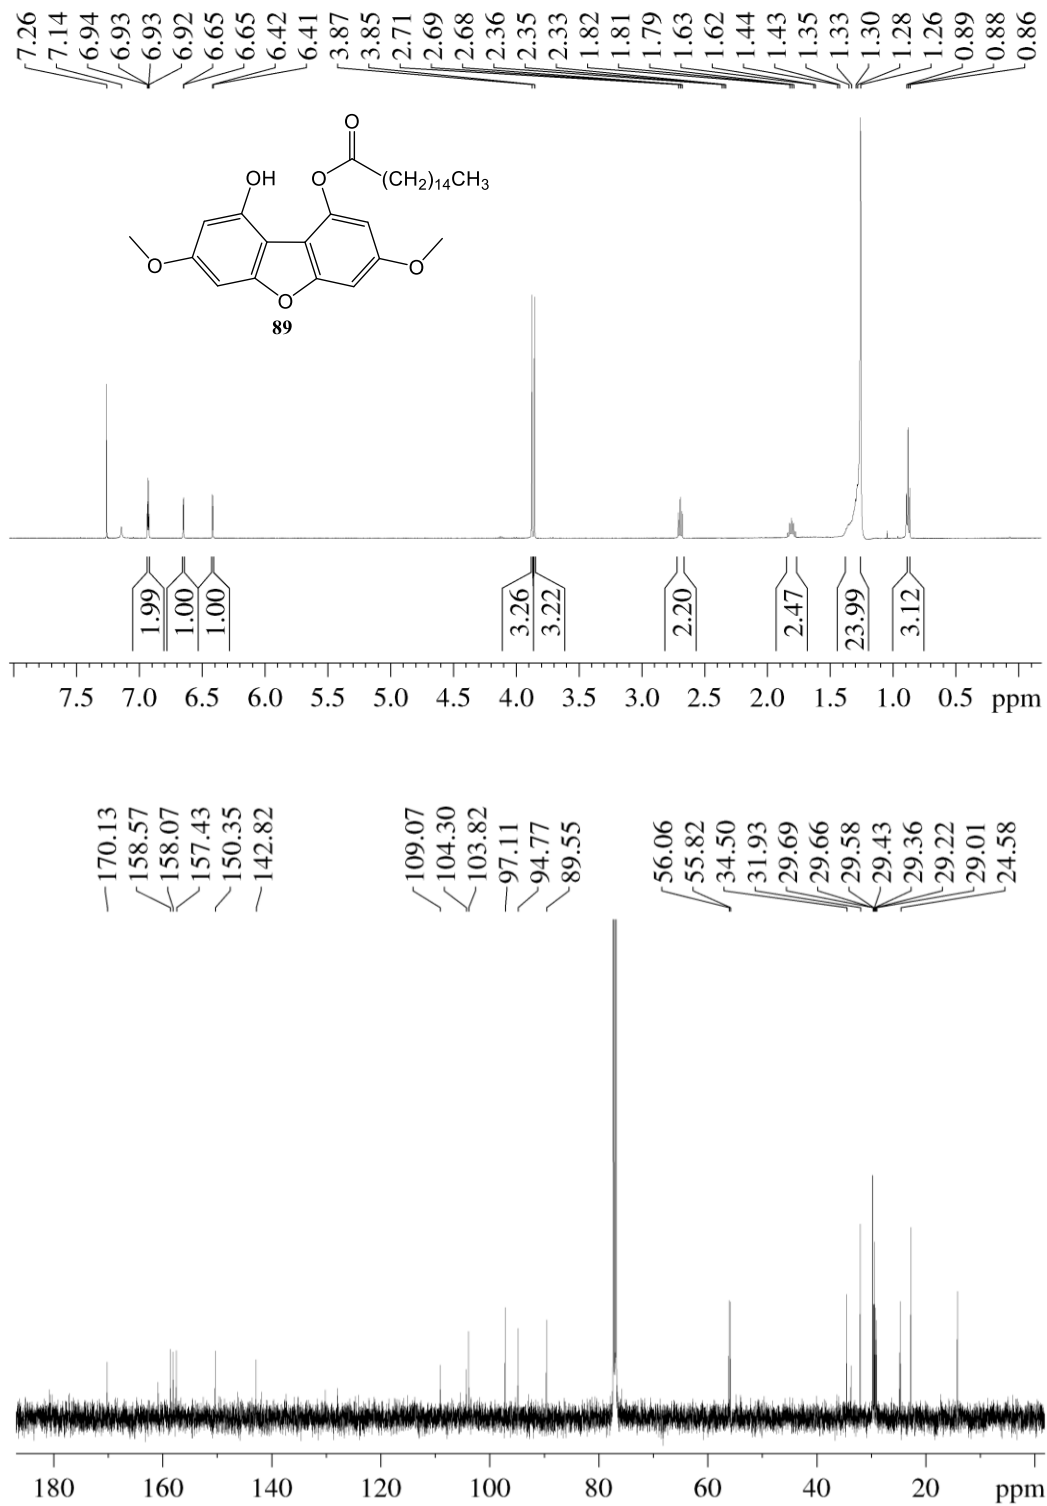 7.26 7.14 6.94 6.93 6.93 6.92 6.65 6.65 6.42 6.41 3.87 3.85 2.71 2.69 2.68 2.36 2.35 2.33 1.82 1.81 1.79 1.63 1.62 1.44 1.43 1.35 1.33 1.30 1.28 1.26 0.89 0.88 0.86
O
OH O (CH2)14CH3
O O
O
89
1.99 1.00 1.00 3.26 3.22 2.20 2.47 23.99 3.12
7.5 7.0 6.5 6.0 5.5 5.0 4.5 4.0 3.5 3.0 2.5 2.0 1.5 1.0 0.5 ppm
170.13 158.57 158.07 157.43 150.35 142.82 109.07 104.30 103.82 97.11 94.77 89.55 56.06 55.82 34.50 31.93 29.69 29.66 29.58 29.43 29.36 29.22 29.01 24.58
180 160 140 120 100 80 60 40 20 ppm